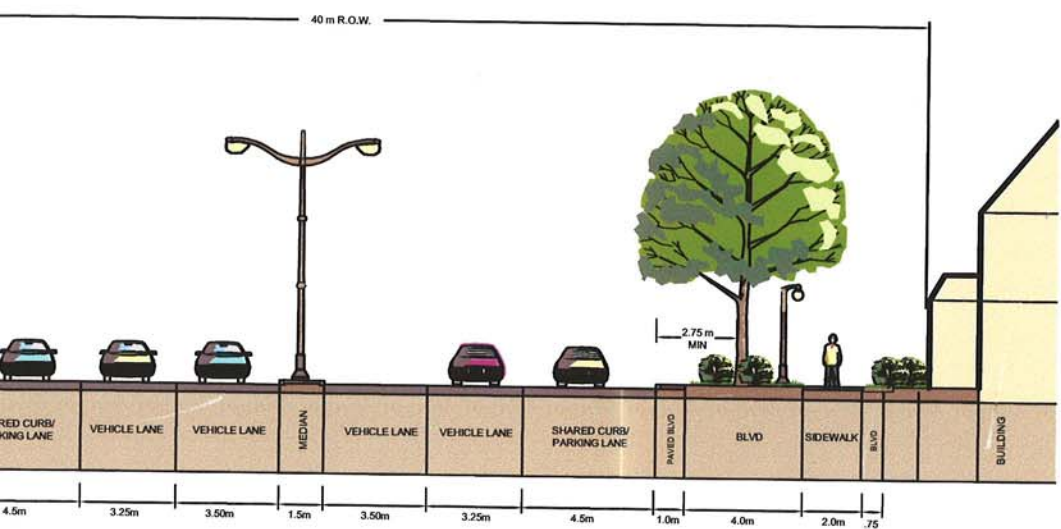 40 m R.O.W.
2.75 m
MIN
RED CURB/
KING LANE
VEHICLE LANE
VEHICLE LANE
MEDIAN
VEHICLE LANE
VEHICLE LANE
SHARED CURB/
PARKING LANE
PAVED BLVD
BLVD
SIDEWALK
BLVD
BUILDING
4.5m
3.25m
3.50m
1.5m
3.50m
3.25m
4.5m
1.0m
4.0m
2.0m
.75